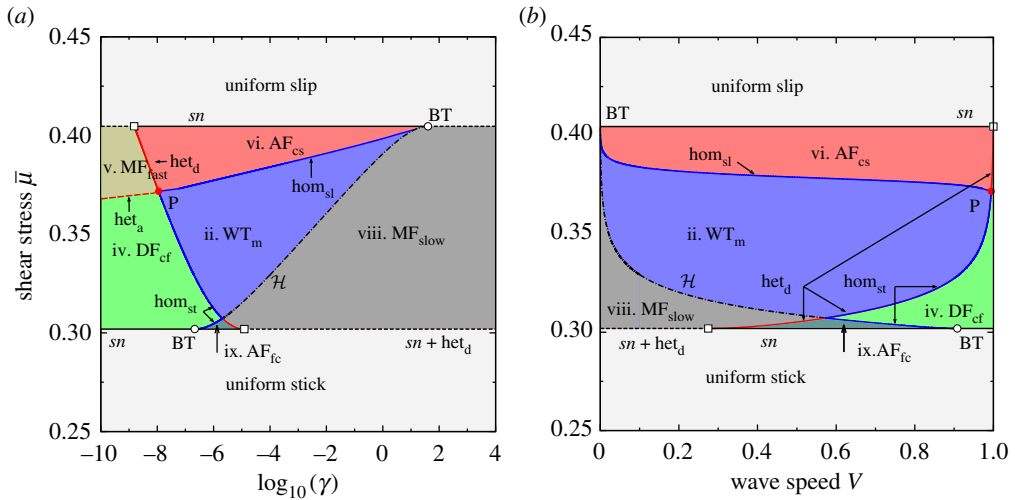 (a)
0.45
0.40
0.35
0.30
0.25
shear stress μ̄
uniform slip
sn
BT
vi. AF_cs
v. MF_fast
het_d
hom_sl
P
het_a
iv. DF_cf
ii. WT_m
viii. MF_slow
ℋ
hom_st
sn
BT
ix. AF_fc
sn + het_d
uniform stick
−10 −8 −6 −4 −2 0 2 4
log₁₀(γ)
(b)
0.45
0.40
0.35
0.30
0.25
uniform slip
BT
sn
vi. AF_cs
hom_sl
P
ii. WT_m
het_d
hom_st
ℋ
viii. MF_slow
iv. DF_cf
sn + het_d
sn
BT
ix.AF_fc
uniform stick
0 0.2 0.4 0.6 0.8 1.0
wave speed V